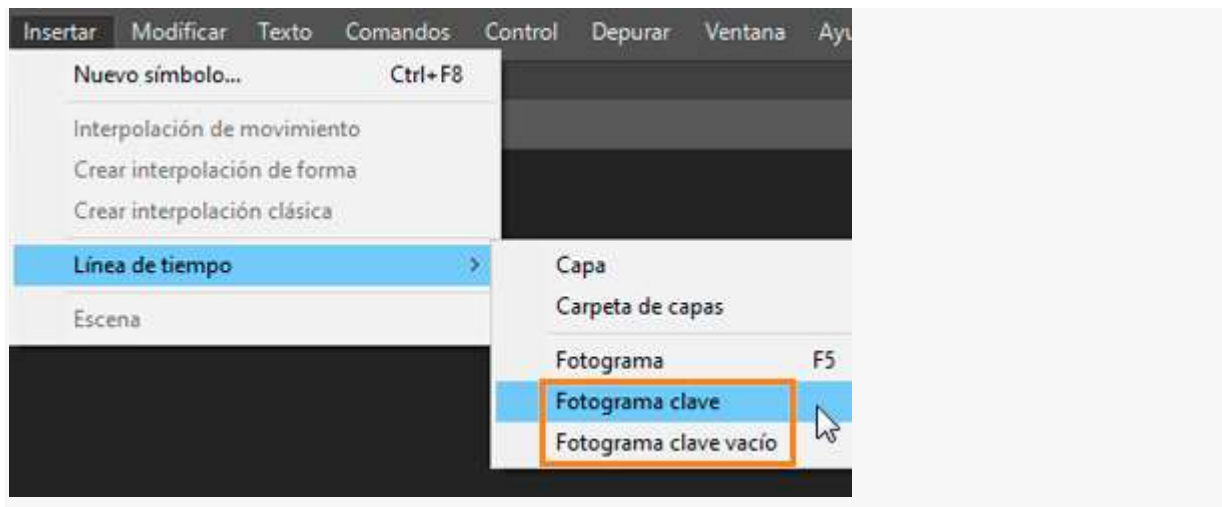 Insertar Modificar Texto Comandos Control Depurar Ventana
Nuevo símbolo... Ctrl+F8
Interpolación de movimiento
Crear interpolación de forma
Crear interpolación clásica
Línea de tiempo >
Escena
Capa
Carpeta de capas
Fotograma F5
Fotograma clave
Fotograma clave vacío